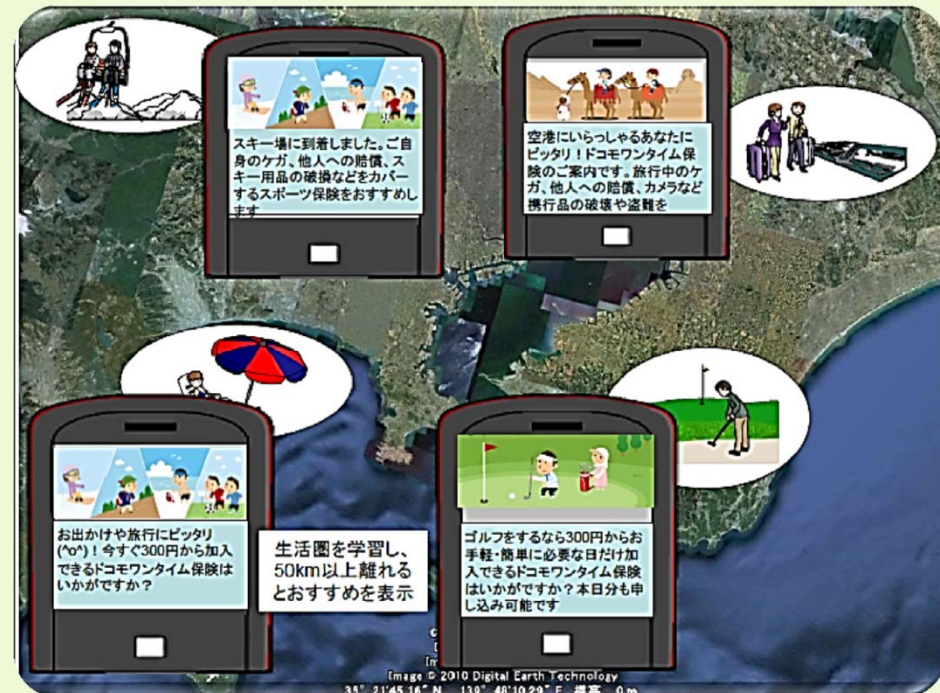 スキー場に到着しました。ご自
身のケガ、他人への賠償、ス
キー用品の破損などをカバー
するスポーツ保険をおすすめし
ます
空港にいらっしゃるあなたに
ピッタリ！ドコモワンタイム保
険のご案内です。旅行中のケ
ガ、他人への賠償、カメラなど
携行品の破壊や盗難を
お出かけや旅行にピッタリ
(^o^)！今すぐ300円から加入
できるドコモワンタイム保険は
いかがですか？
生活圏を学習し、
50km以上離れる
とおすすめを表示
ゴルフをするなら300円からお
手軽・簡単に必要な日だけ加
入できるドコモワンタイム保険
はいかがですか？本日分も申
し込み可能です
Image © 2010 Digital Earth Technology
35° 21'45.16" N 139° 48'10.29" E 標高 0 m